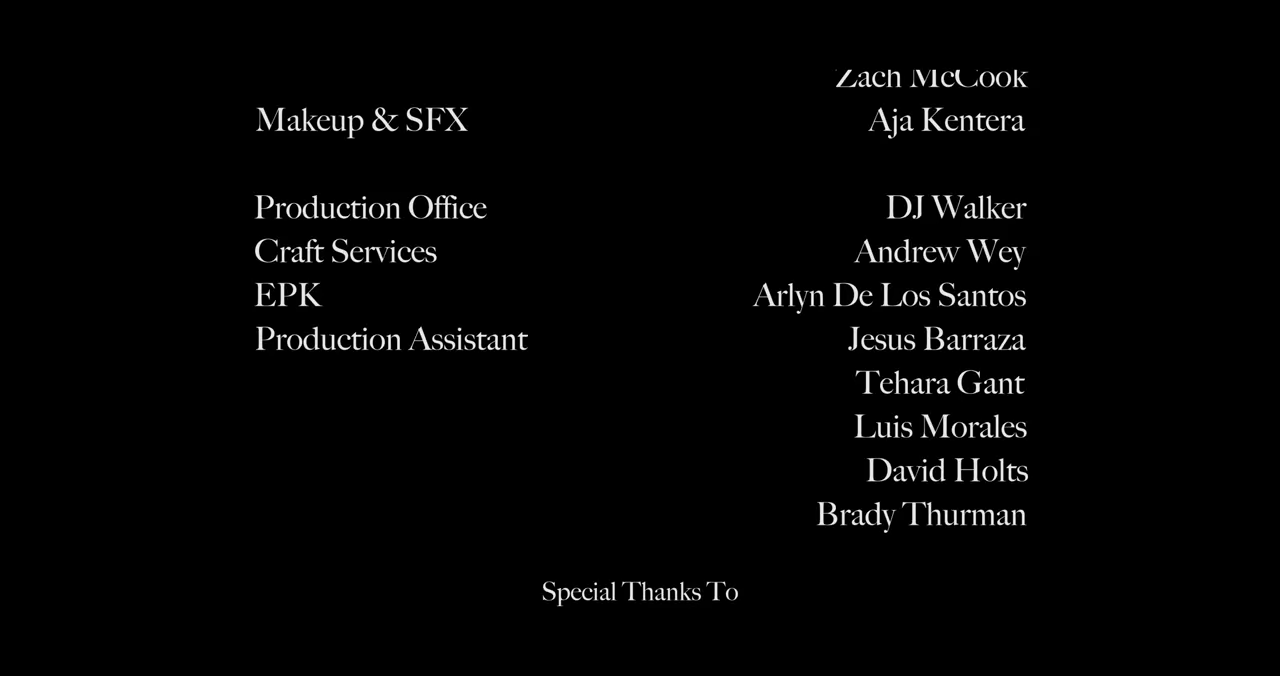 Zach McCook
Makeup & SFX Aja Kentera
Production Office DJ Walker
Craft Services Andrew Wey
EPK Arlyn De Los Santos
Production Assistant Jesus Barraza
Tehara Gant
Luis Morales
David Holts
Brady Thurman
Special Thanks To